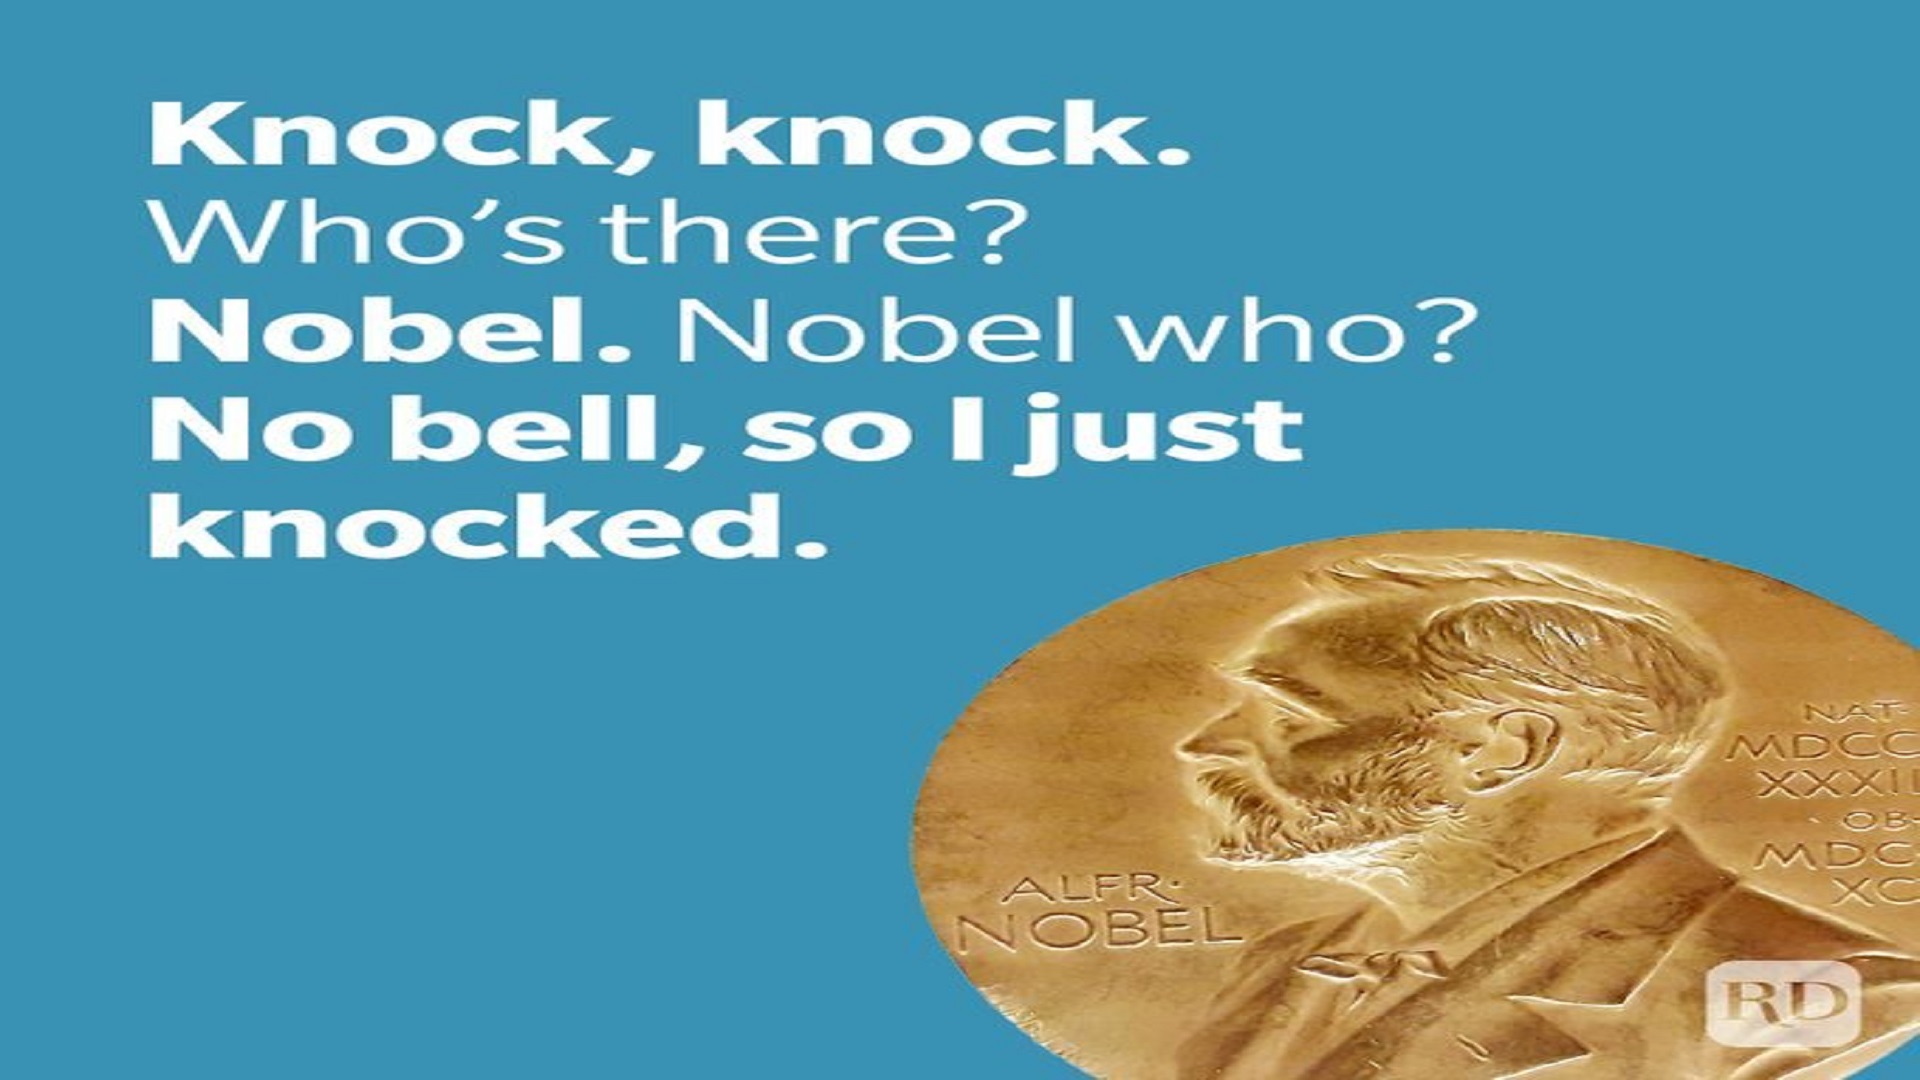 Knock, knock.
Who’s there?
Nobel. Nobel who?
No bell, so I just
knocked.
NAT·
MDCC
XXXII
OB·
MDC
XC
ALFR·
NOBEL
RD